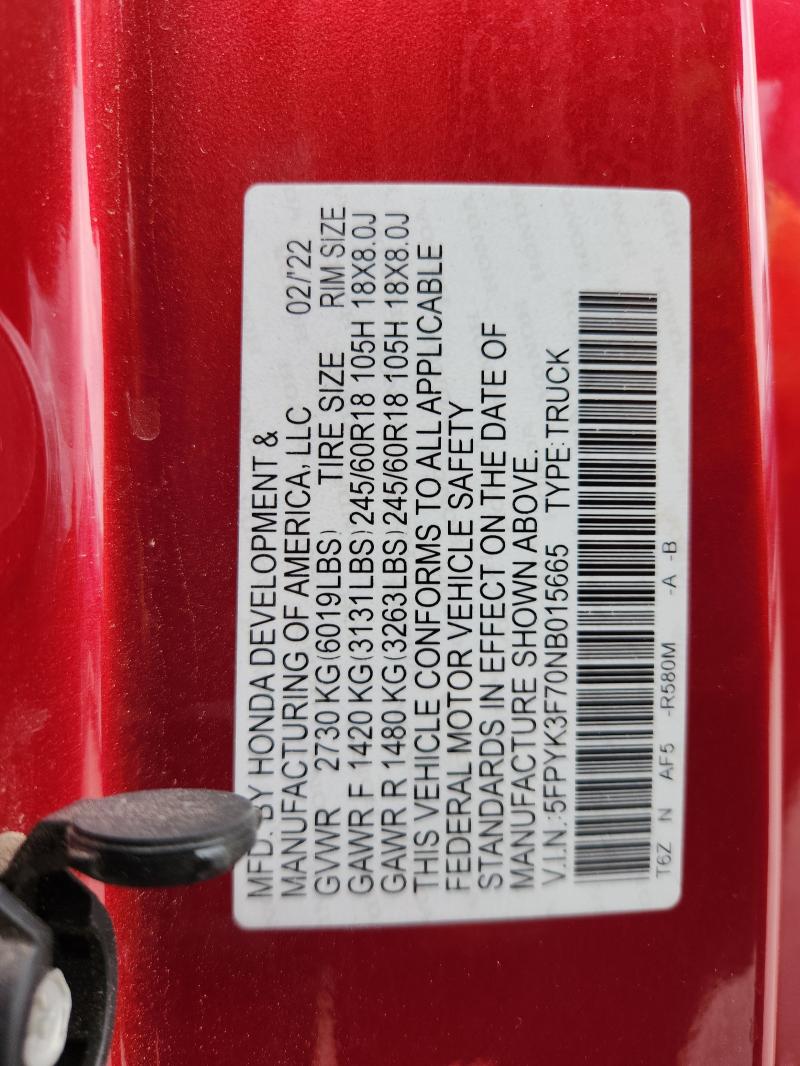 MFD. BY HONDA DEVELOPMENT &
MANUFACTURING OF AMERICA, LLC 02/'22
GVWR 2730 KG(6019LBS) TIRE SIZE RIM SIZE
GAWR F 1420 KG(3131LBS) 245/60R18 105H 18X8.0J
GAWR R 1480 KG(3263LBS) 245/60R18 105H 18X8.0J
THIS VEHICLE CONFORMS TO ALL APPLICABLE
FEDERAL MOTOR VEHICLE SAFETY
STANDARDS IN EFFECT ON THE DATE OF
MANUFACTURE SHOWN ABOVE.
V.I.N.:5FPYK3F70NB015665 TYPE:TRUCK
T6Z N AF5 -R580M -A -B